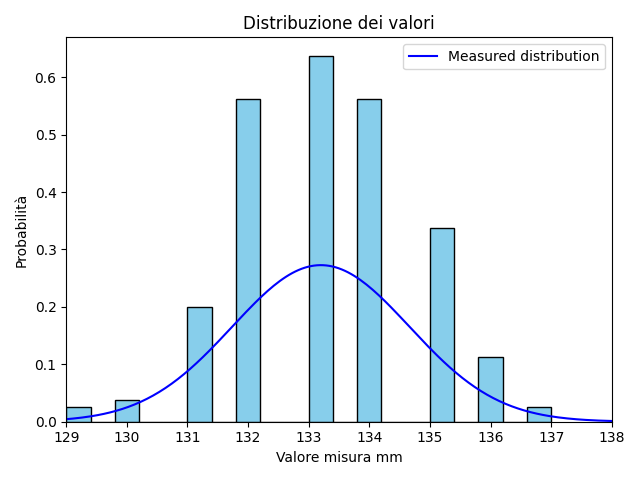 Distribuzione dei valori
Measured distribution
Probabilità
0.6
0.5
0.4
0.3
0.2
0.1
0.0
129 130 131 132 133 134 135 136 137 138
Valore misura mm